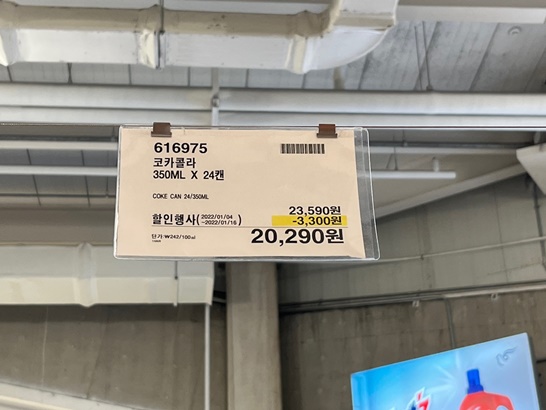 616975
코카콜라
350ML X 24캔
COKE CAN 24/350ML
23,590원
할인행사(2022/01/04 ~2022/01/16) -3,300원
단가:₩242/100㎖
20,290원